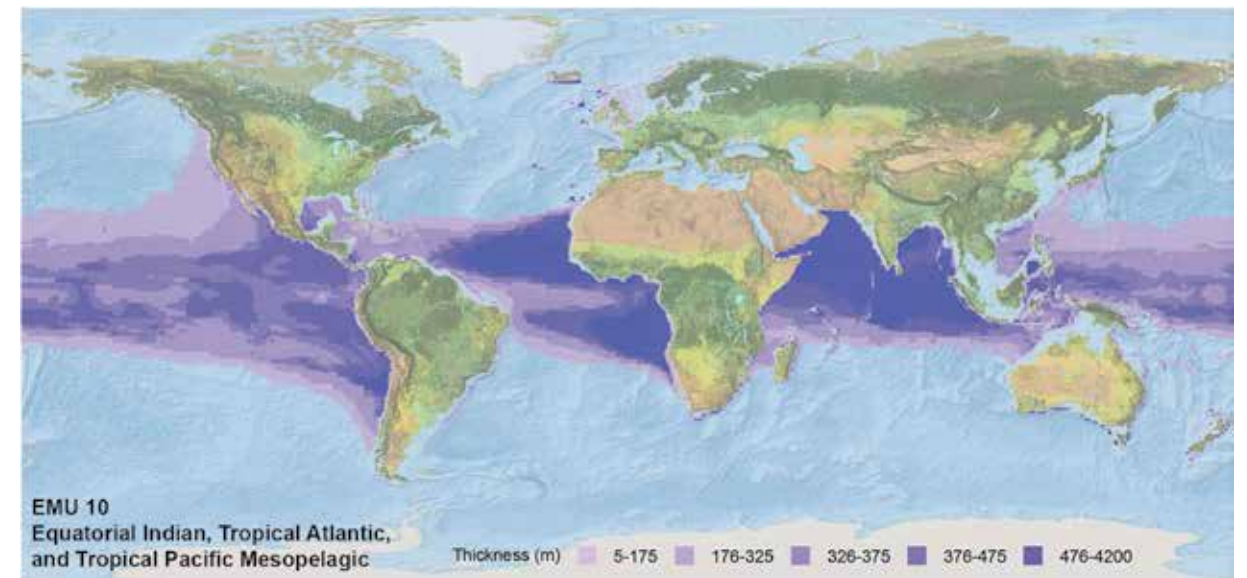 EMU 10
Equatorial Indian, Tropical Atlantic,
and Tropical Pacific Mesopelagic
Thickness (m) 5-175 176-325 326-375 376-475 476-4200